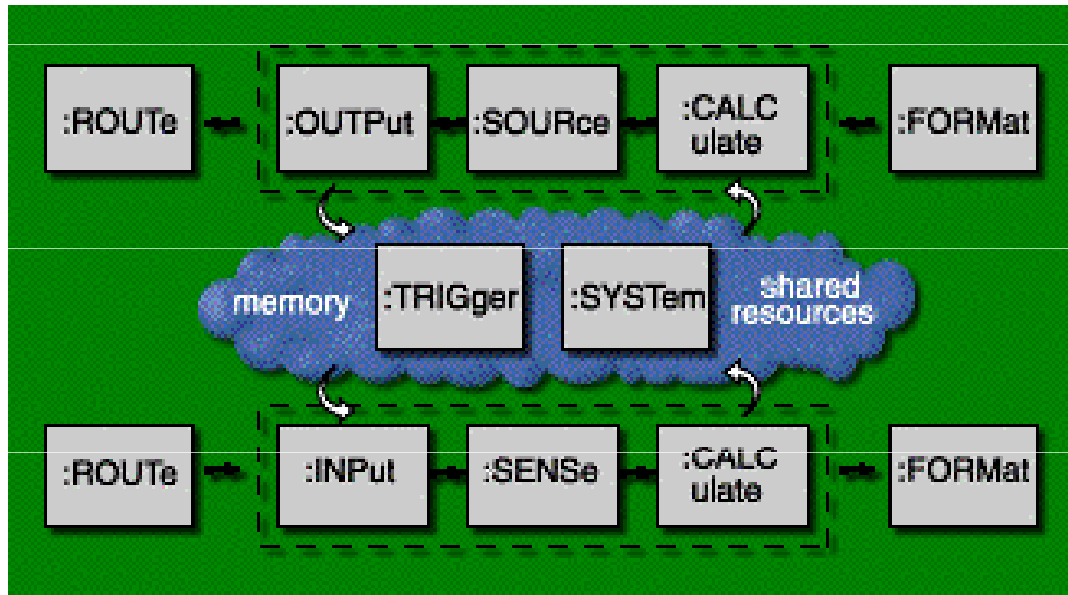 :ROUTe
:OUTPut
:SOURce
:CALC
ulate
:FORMat
memory
:TRIGger
:SYSTem
shared
resources
:ROUTe
:INPut
:SENSe
:CALC
ulate
:FORMat